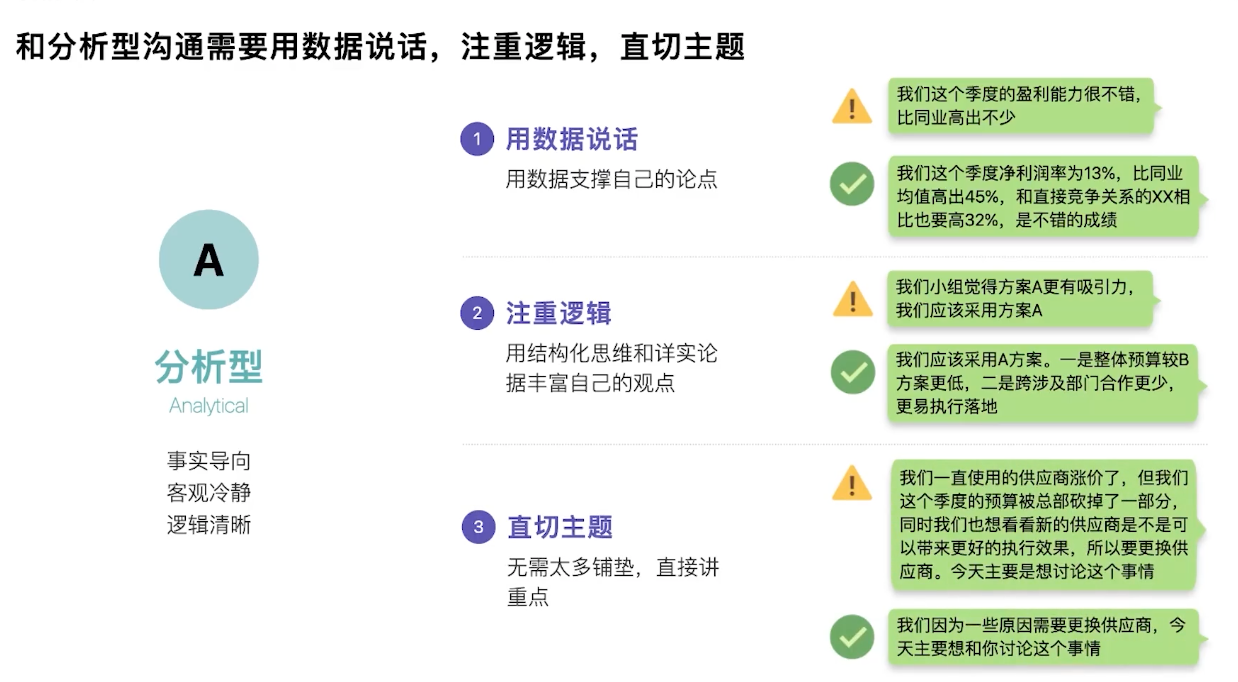 和分析型沟通需要用数据说话，注重逻辑，直切主题
A
分析型
Analytical
事实导向
客观冷静
逻辑清晰
1 用数据说话
用数据支撑自己的论点
我们这个季度的盈利能力很不错，
比同业高出不少
我们这个季度净利润率为13%，比同业
均值高出45%，和直接竞争关系的XX相
比也要高32%，是不错的成绩
2 注重逻辑
用结构化思维和详实论
据丰富自己的观点
我们小组觉得方案A更有吸引力，
我们应该采用方案A
我们应该采用A方案。一是整体预算较B
方案更低，二是跨涉及部门合作更少，
更易执行落地
3 直切主题
无需太多铺垫，直接讲
重点
我们一直使用的供应商涨价了，但我们
这个季度的预算被总部砍掉了一部分，
同时我们也想看看新的供应商是不是可
以带来更好的执行效果，所以要更换供
应商。今天主要是想讨论这个事情
我们因为一些原因需要更换供应商，今
天主要想和你讨论这个事情